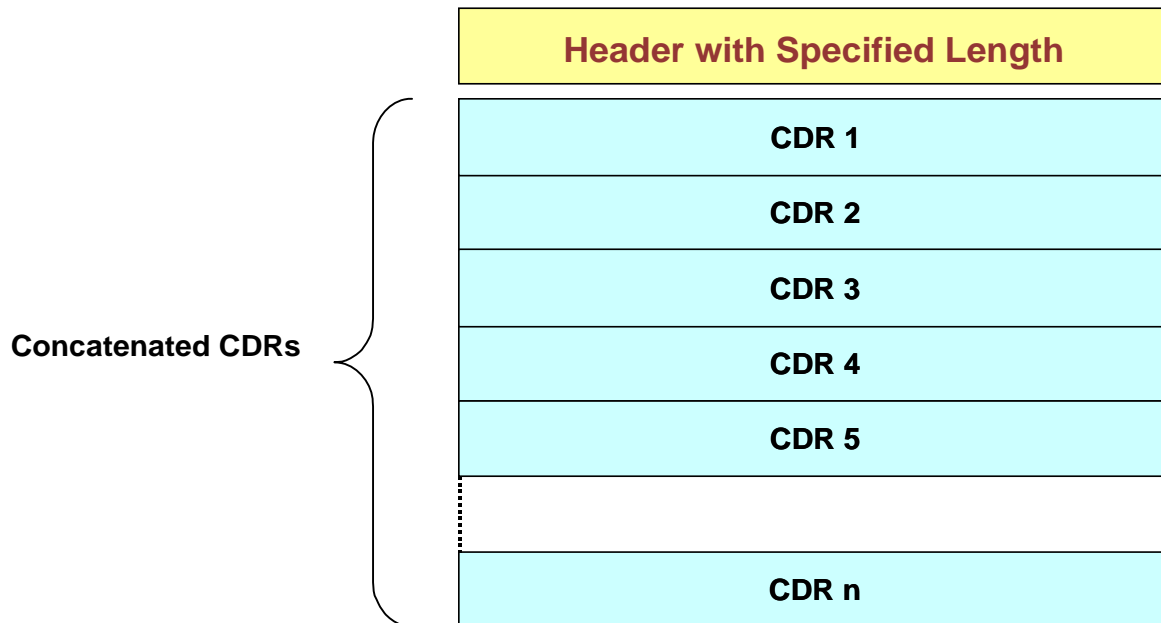 Header with Specified Length
CDR 1
CDR 2
CDR 3
Concatenated CDRs
CDR 4
CDR 5
CDR n